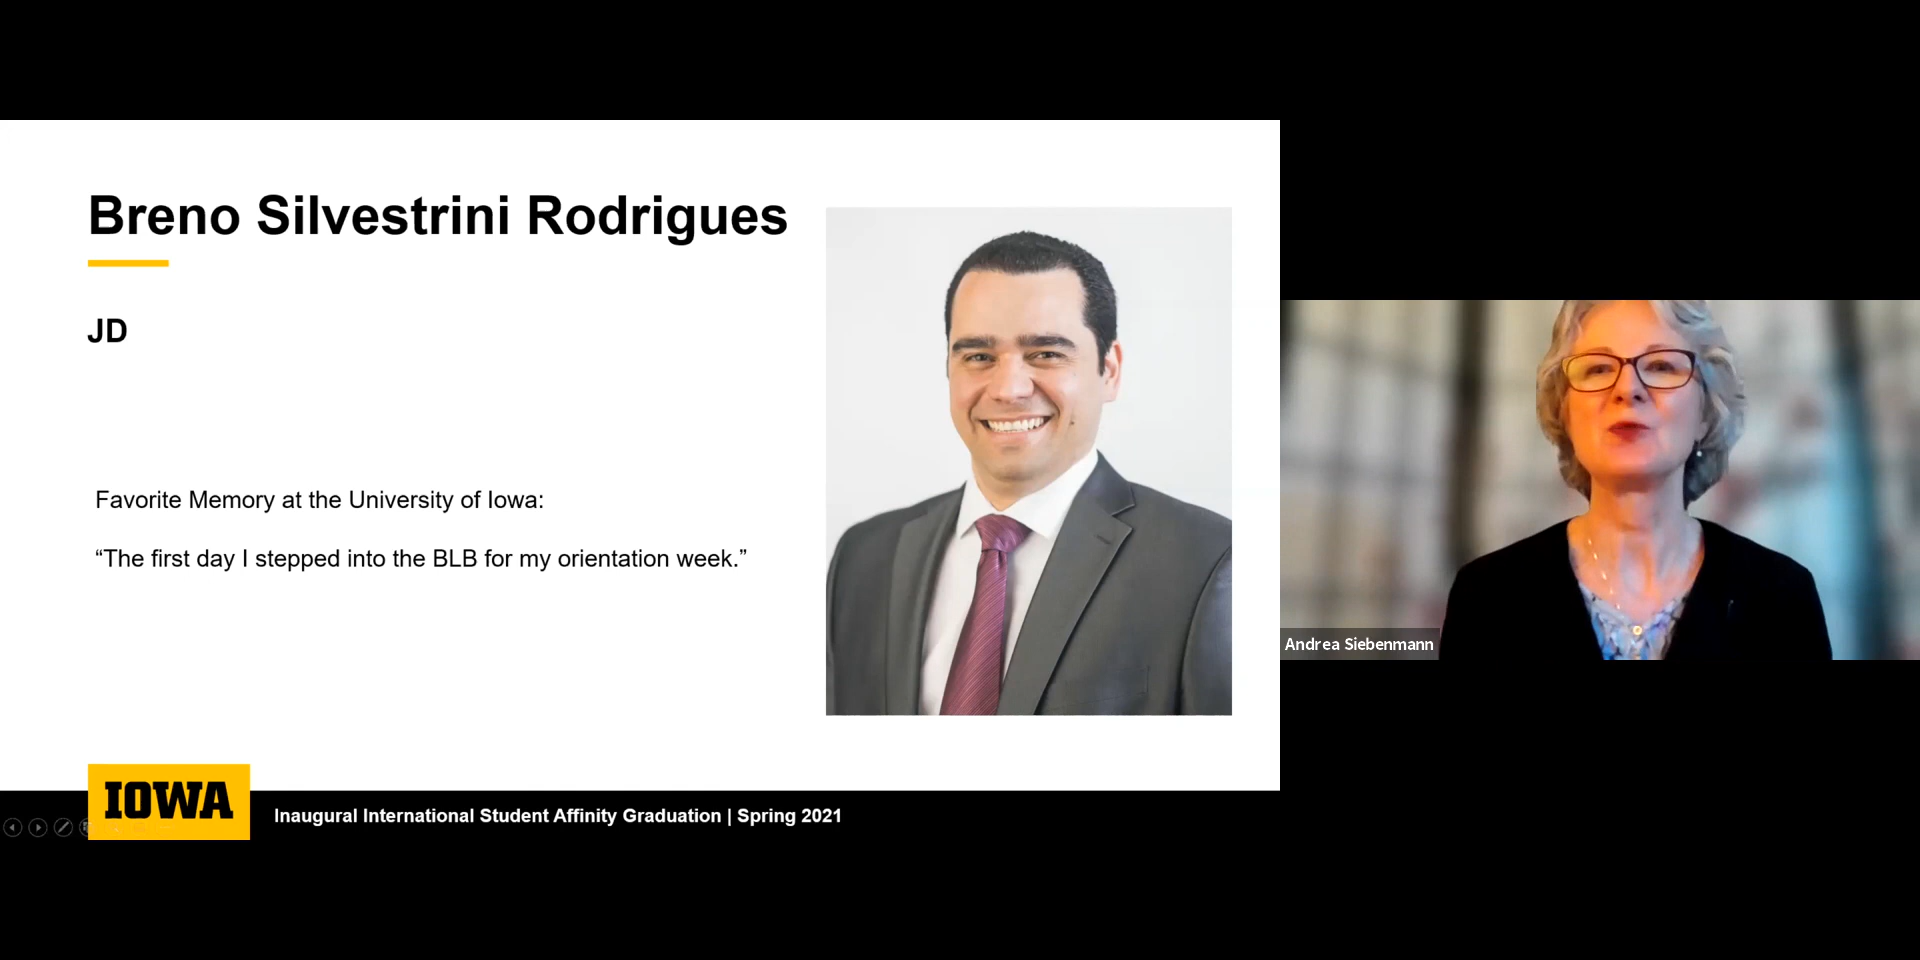 Breno Silvestrini Rodrigues
JD
Favorite Memory at the University of Iowa:
“The first day I stepped into the BLB for my orientation week.”
Andrea Siebenmann
IOWA
Inaugural International Student Affinity Graduation | Spring 2021